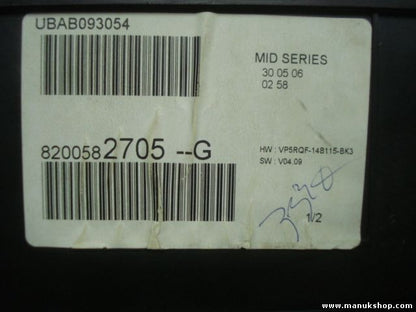 UBAB093054
MID SERIES
30.05.06
02 58
8200582705 --G
HW : VP5RQF-14B115-BK3
SW : V04.09
1/2
www.manukshop.com